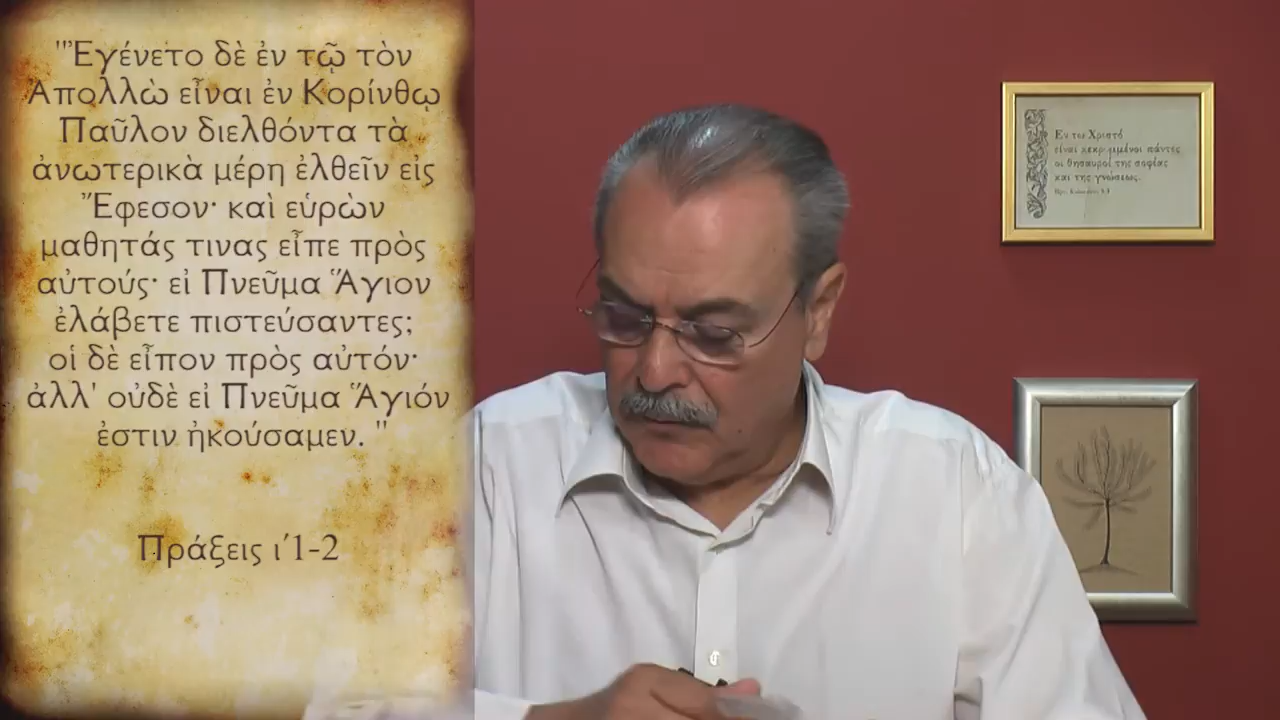 "Ἐγένετο δὲ ἐν τῷ τὸν
Ἀπολλὼ εἶναι ἐν Κορίνθῳ
Παῦλον διελθόντα τὰ
ἀνωτερικὰ μέρη ἐλθεῖν εἰς
Ἔφεσον· καὶ εὑρὼν
μαθητάς τινας εἶπε πρὸς
αὐτούς· εἰ Πνεῦμα Ἅγιον
ἐλάβετε πιστεύσαντες;
οἱ δὲ εἶπον πρὸς αὐτόν·
ἀλλ' οὐδὲ εἰ Πνεῦμα Ἅγιόν
ἐστιν ἠκούσαμεν. "
Πράξεις ι΄1-2
Εν τω Χριστό
είναι κεκρυμμένοι πάντες
οι θησαυροί της σοφίας
και της γνώσεως.